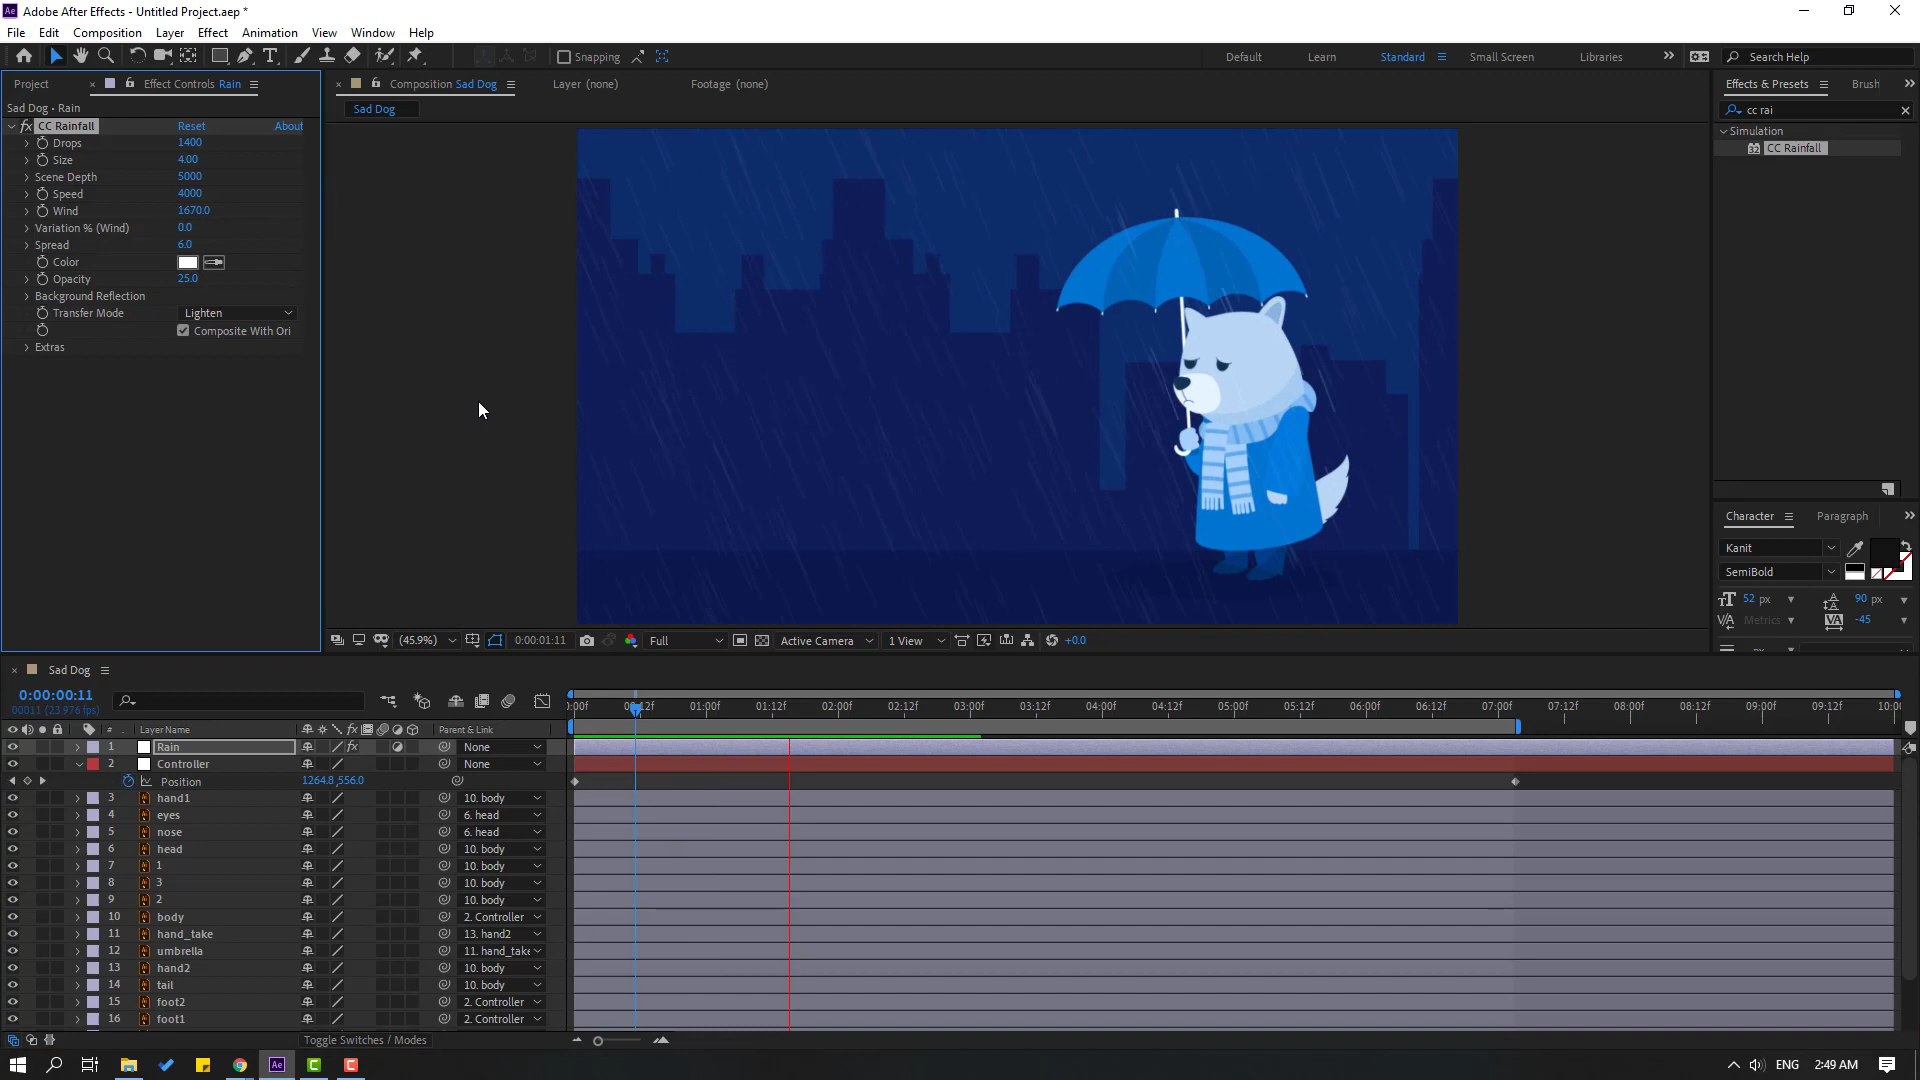 Adobe After Effects - Untitled Project.aep *
File Edit Composition Layer Effect Animation View Window Help
Snapping Default Learn Standard Small Screen Libraries Search Help
Project Effect Controls Rain Composition Sad Dog Layer (none) Footage (none) Effects & Presets Brush
Sad Dog • Rain
Sad Dog
cc rai
Simulation
CC Rainfall
fx CC Rainfall Reset About
Drops 1400
Size 4.00
Scene Depth 5000
Speed 4000
Wind 1670.0
Variation % (Wind) 0.0
Spread 6.0
Color
Opacity 25.0
Background Reflection
Transfer Mode Lighten
Composite With Ori
Extras
Character Paragraph
Kanit
SemiBold
52 px 90 px
Metrics -45
(45.9%) 0:00:01:11 Full Active Camera 1 View +0.0
Sad Dog
0:00:00:11
00011 (23.976 fps)
:00f 00:12f 01:00f 01:12f 02:00f 02:12f 03:00f 03:12f 04:00f 04:12f 05:00f 05:12f 06:00f 06:12f 07:00f 07:12f 08:00f 08:12f 09:00f 09:12f 10:0
# Layer Name Parent & Link
1 Rain None
2 Controller None
Position 1264.8,556.0
3 hand1 10. body
4 eyes 6. head
5 nose 6. head
6 head 10. body
7 1 10. body
8 3 10. body
9 2 10. body
10 body 2. Controller
11 hand_take 13. hand2
12 umbrella 11. hand_take
13 hand2 10. body
14 tail 10. body
15 foot2 2. Controller
16 foot1 2. Controller
Toggle Switches / Modes
ENG 2:49 AM